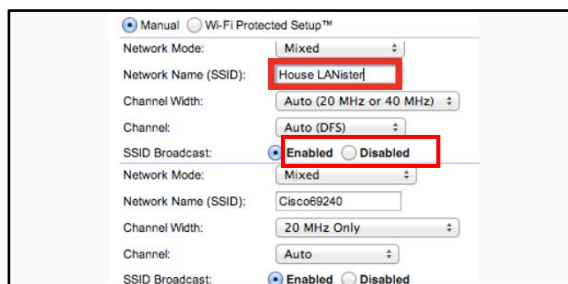 Manual Wi-Fi Protected Setup™
Network Mode: Mixed
Network Name (SSID): House LANister
Channel Width: Auto (20 MHz or 40 MHz)
Channel: Auto (DFS)
SSID Broadcast: Enabled Disabled
Network Mode: Mixed
Network Name (SSID): Cisco69240
Channel Width: 20 MHz Only
Channel: Auto
SSID Broadcast: Enabled Disabled